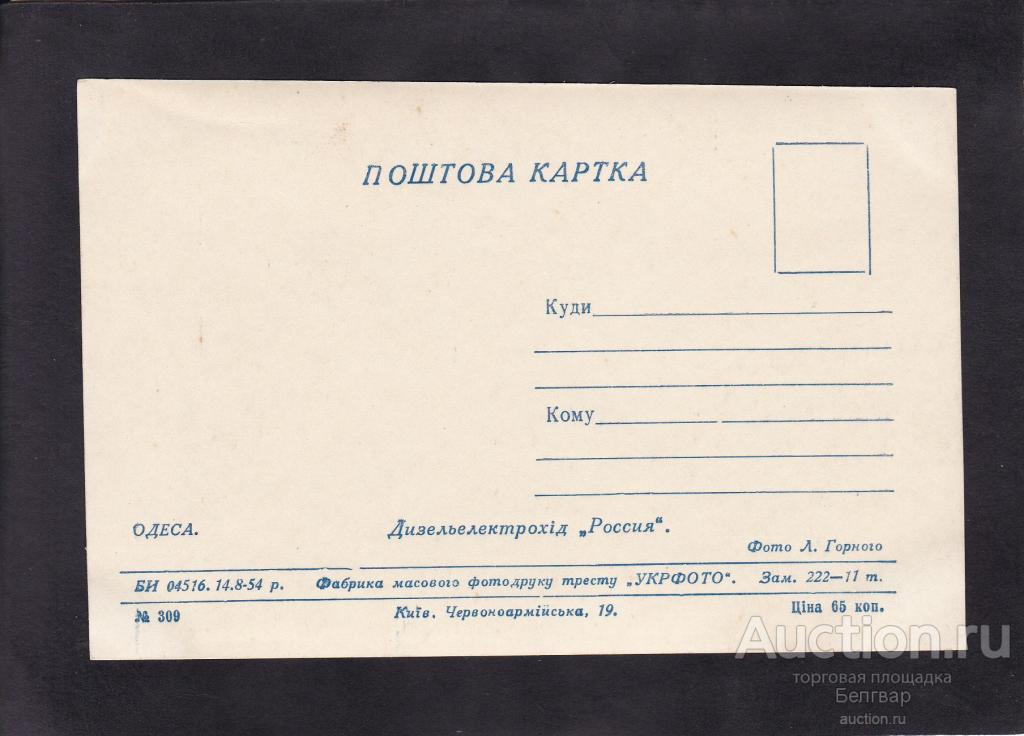 ПОШТОВА КАРТКА
Куди
Кому
ОДЕСА. Дизельелектрохід „Россия“.
Фото Л. Горного
БИ 04516. 14.8-54 р. Фабрика масового фотодруку тресту „УКРФОТО“. Зам. 222—11 т.
№ 309 Київ, Червоноармійська, 19. Ціна 65 коп.
Auction.ru
торговая площадка
Белгвар
auction.ru